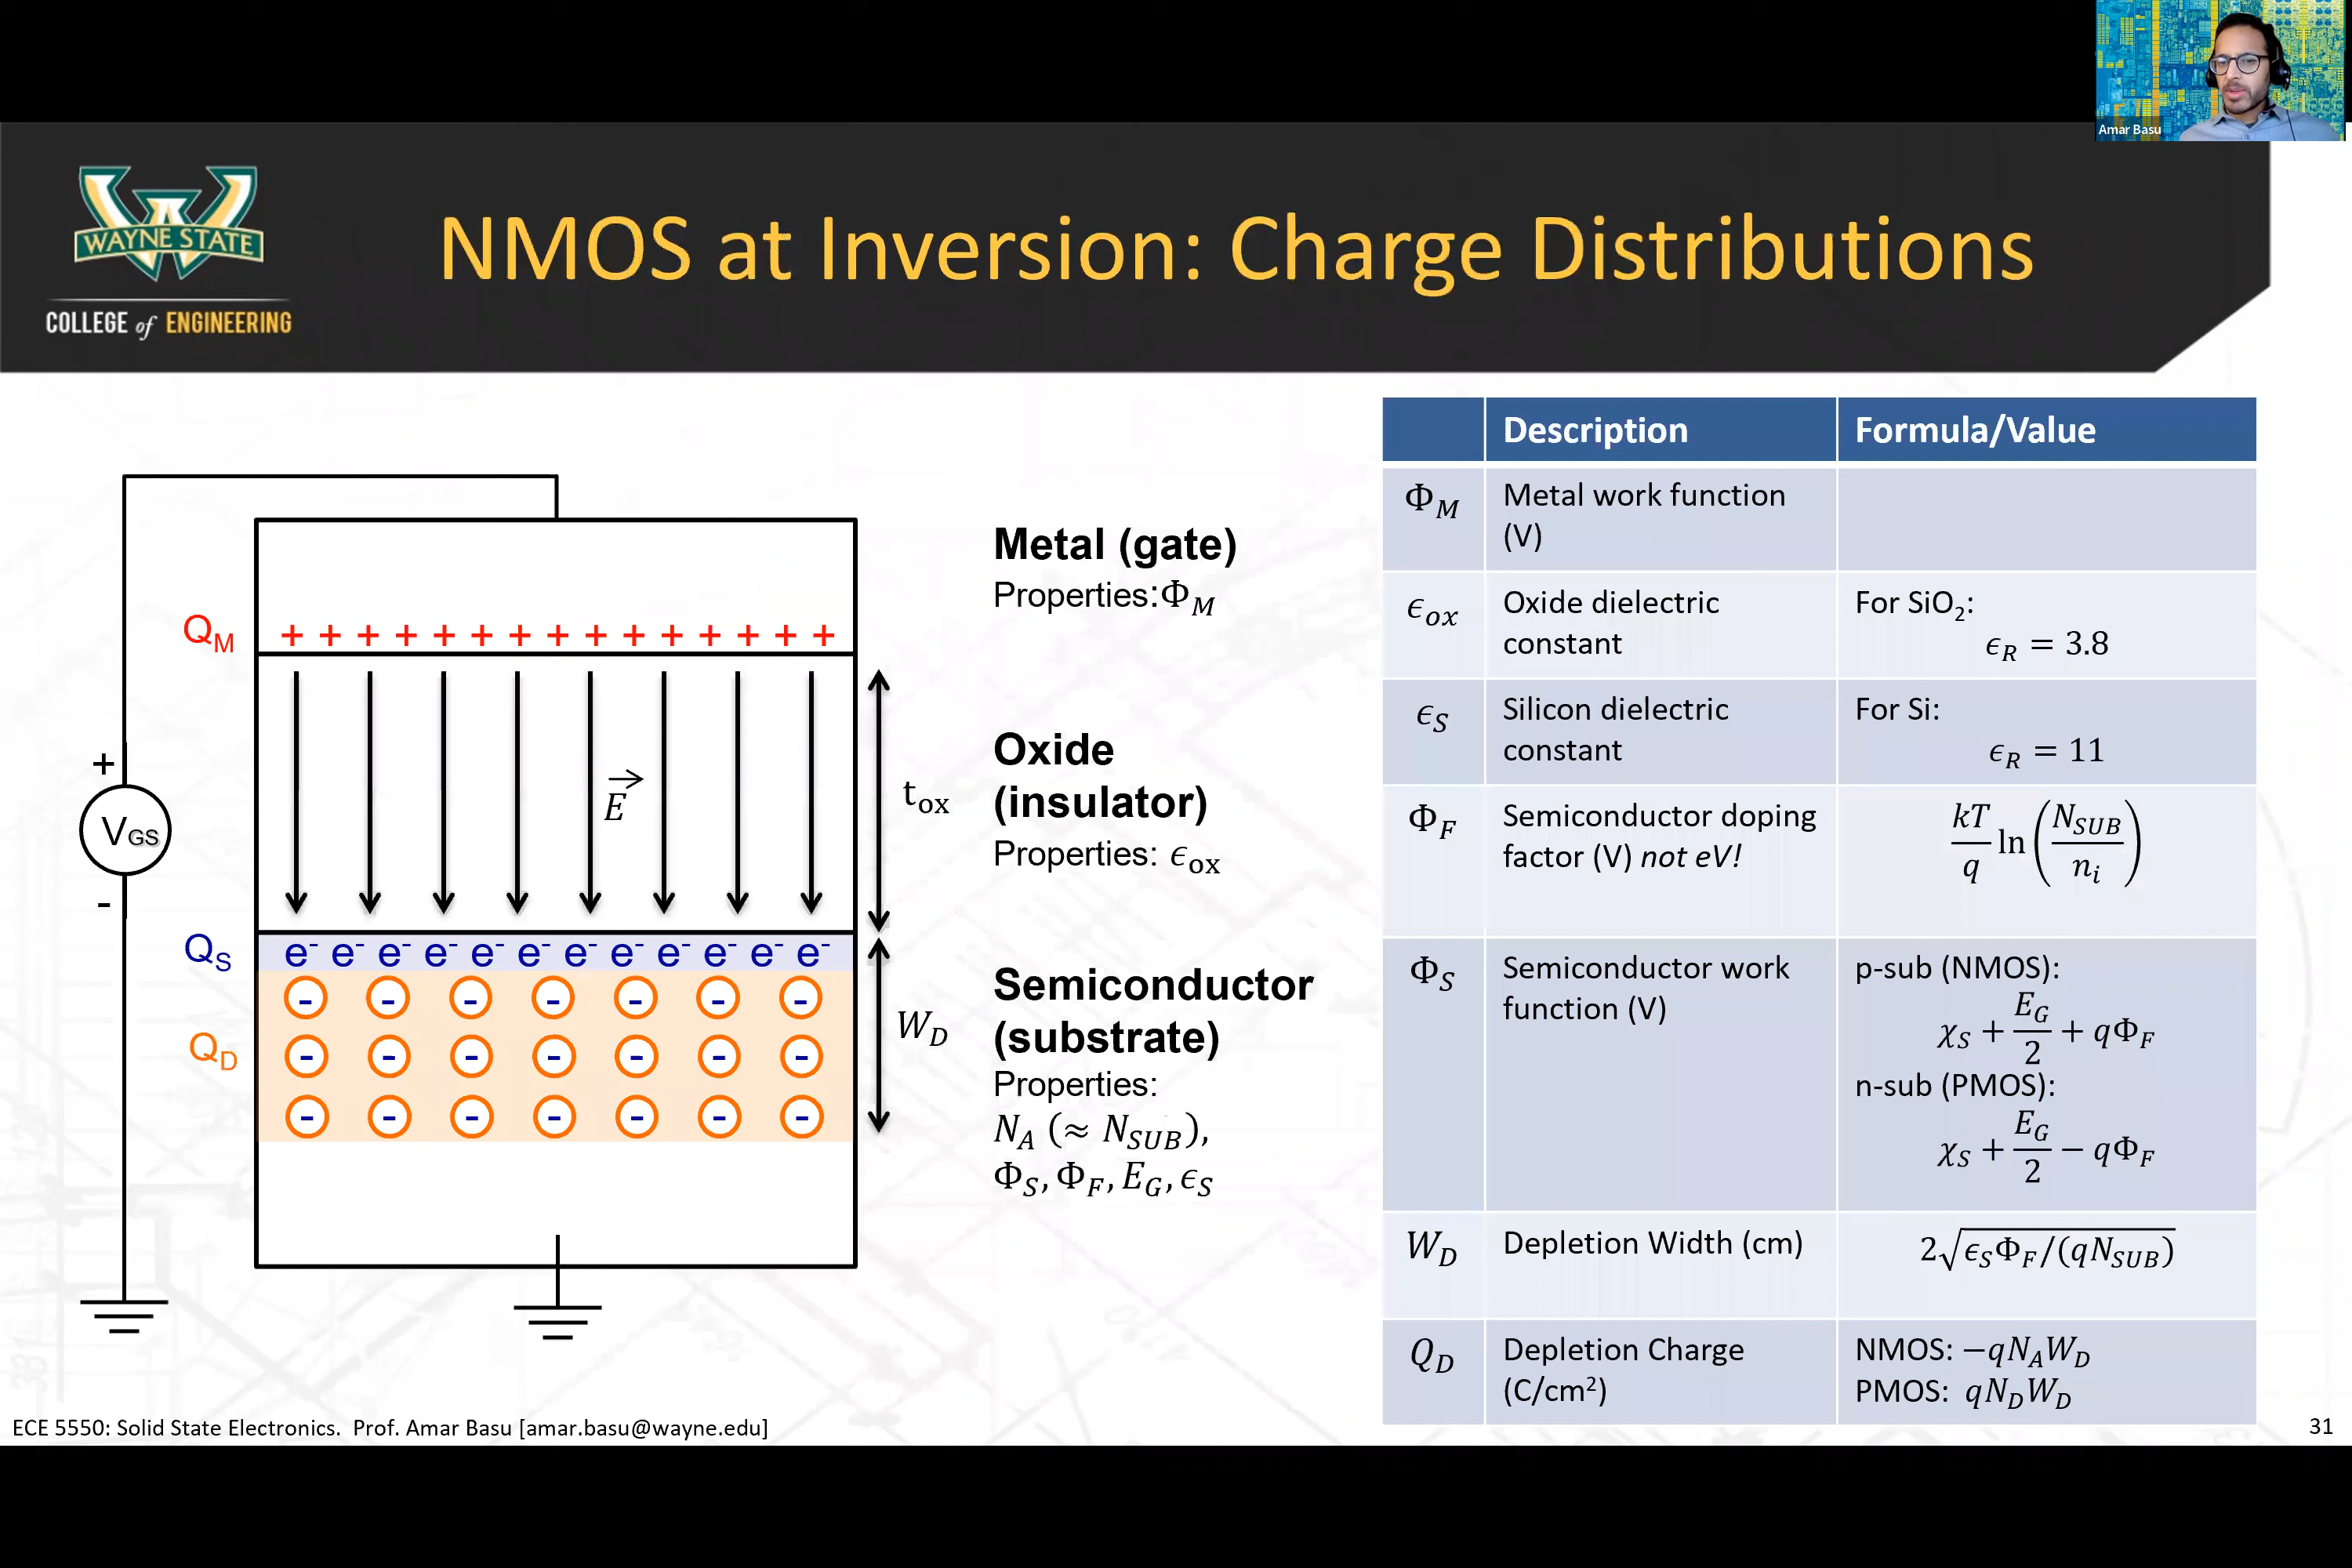 Amar Basu
WAYNE STATE
COLLEGE of ENGINEERING
NMOS at Inversion: Charge Distributions
Q_M
+ + + + + + + + + + + + + + +
+
V_GS
-
E⃗
t_ox
Q_S
e⁻ e⁻ e⁻ e⁻ e⁻ e⁻ e⁻ e⁻ e⁻ e⁻ e⁻ e⁻
Q_D
- - - - - - -
- - - - - - -
- - - - - - -
W_D
Metal (gate)
Properties:Φ_M
Oxide
(insulator)
Properties: ϵ_ox
Semiconductor
(substrate)
Properties:
N_A (≈ N_SUB),
Φ_S, Φ_F, E_G, ϵ_S
Description Formula/Value
Φ_M Metal work function
(V)
ϵ_ox Oxide dielectric
constant
For SiO₂:
ϵ_R = 3.8
ϵ_S Silicon dielectric
constant
For Si:
ϵ_R = 11
Φ_F Semiconductor doping
factor (V) not eV!
kT/q ln(N_SUB/n_i)
Φ_S Semiconductor work
function (V)
p-sub (NMOS):
χ_S + E_G/2 + qΦ_F
n-sub (PMOS):
χ_S + E_G/2 − qΦ_F
W_D Depletion Width (cm) 2√(ϵ_SΦ_F/(qN_SUB))
Q_D Depletion Charge
(C/cm²)
NMOS: −qN_AW_D
PMOS: qN_DW_D
ECE 5550: Solid State Electronics. Prof. Amar Basu [amar.basu@wayne.edu]
31